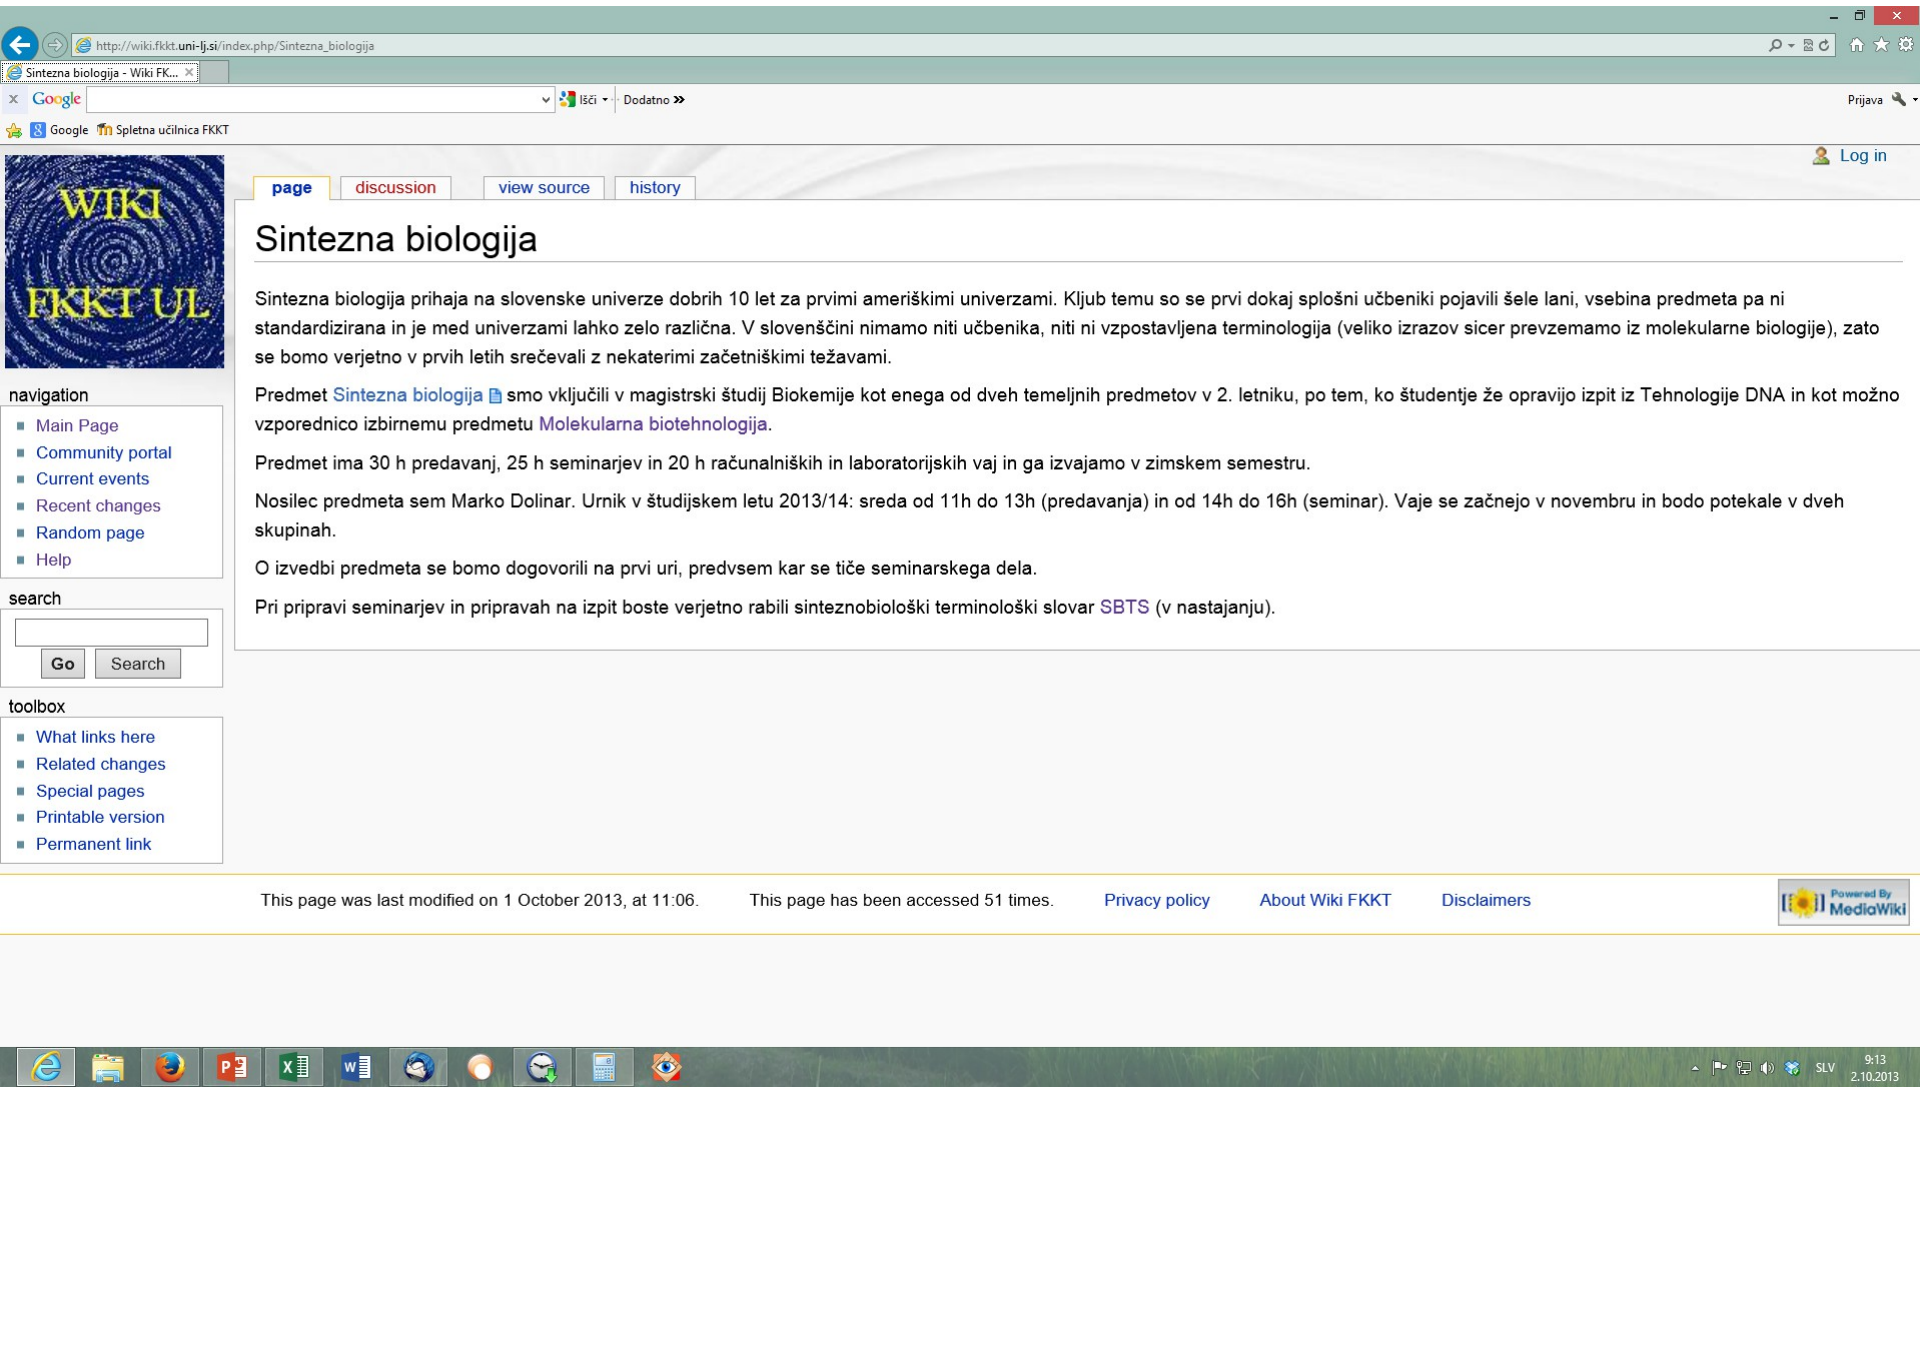 http://wiki.fkkt.uni-lj.si/index.php/Sintezna_biologija
Sintezna biologija - Wiki FK...
Google
Išči
Dodatno »
Prijava
Google
Spletna učilnica FKKT
WIKI
FKKT UL
Log in
page
discussion
view source
history
Sintezna biologija
Sintezna biologija prihaja na slovenske univerze dobrih 10 let za prvimi ameriškimi univerzami. Kljub temu so se prvi dokaj splošni učbeniki pojavili šele lani, vsebina predmeta pa ni
standardizirana in je med univerzami lahko zelo različna. V slovenščini nimamo niti učbenika, niti ni vzpostavljena terminologija (veliko izrazov sicer prevzemamo iz molekularne biologije), zato
se bomo verjetno v prvih letih srečevali z nekaterimi začetniškimi težavami.
Predmet Sintezna biologija smo vključili v magistrski študij Biokemije kot enega od dveh temeljnih predmetov v 2. letniku, po tem, ko študentje že opravijo izpit iz Tehnologije DNA in kot možno
vzporednico izbirnemu predmetu Molekularna biotehnologija.
Predmet ima 30 h predavanj, 25 h seminarjev in 20 h računalniških in laboratorijskih vaj in ga izvajamo v zimskem semestru.
Nosilec predmeta sem Marko Dolinar. Urnik v študijskem letu 2013/14: sreda od 11h do 13h (predavanja) in od 14h do 16h (seminar). Vaje se začnejo v novembru in bodo potekale v dveh
skupinah.
O izvedbi predmeta se bomo dogovorili na prvi uri, predvsem kar se tiče seminarskega dela.
Pri pripravi seminarjev in pripravah na izpit boste verjetno rabili sinteznobiološki terminološki slovar SBTS (v nastajanju).
navigation
Main Page
Community portal
Current events
Recent changes
Random page
Help
search
Go
Search
toolbox
What links here
Related changes
Special pages
Printable version
Permanent link
This page was last modified on 1 October 2013, at 11:06.
This page has been accessed 51 times.
Privacy policy
About Wiki FKKT
Disclaimers
Powered By
MediaWiki
SLV
9:13
2.10.2013